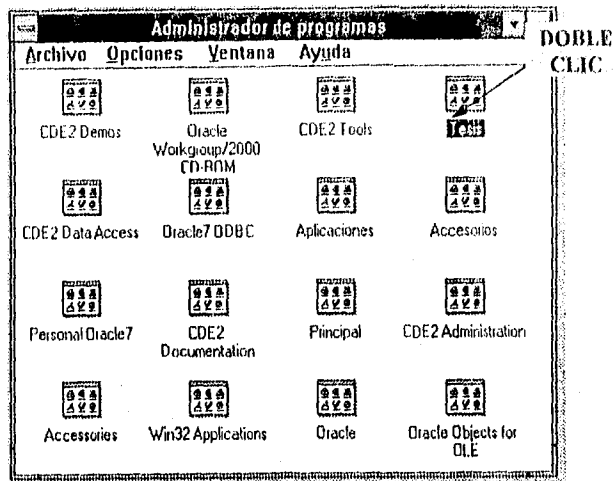 Administrador de programas
Archivo Opciones Ventana Ayuda
DOBLE
CLIC
CDE2 Demos
Oracle
Workgroup/2000
CD-ROM
CDE2 Tools
Tesis
CDE2 Data Access
Oracle7 ODBC
Aplicaciones
Accesorios
Personal Oracle7
CDE2
Documentation
Principal
CDE2 Administration
Accessories
Win32 Applications
Oracle
Oracle Objects for
OLE